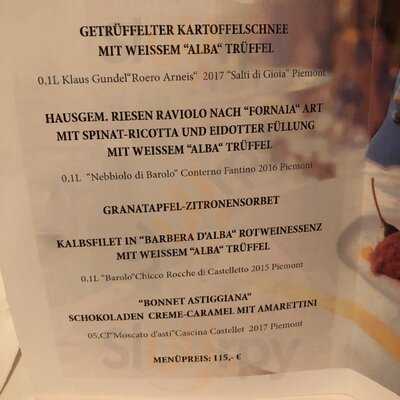 GETRÜFFELTER KARTOFFELSCHNEE
MIT WEISSEM "ALBA" TRÜFFEL
0,1L Klaus Gundel"Roero Arneis" 2017 "Salti di Gioia" Piemont
HAUSGEM. RIESEN RAVIOLO NACH "FORNAIA" ART
MIT SPINAT-RICOTTA UND EIDOTTER FÜLLUNG
MIT WEISSEM "ALBA" TRÜFFEL
0,1L "Nebbiolo di Barolo" Conterno Fantino 2016 Piemont
GRANATAPFEL-ZITRONENSORBET
KALBSFILET IN "BARBERA D'ALBA" ROTWEINESSENZ
MIT WEISSEM "ALBA" TRÜFFEL
0.1L "Barolo"Chicco Rocche di Castelletto 2015 Piemont
"BONNET ASTIGGIANA"
SCHOKOLADEN CREME-CARAMEL MIT AMARETTINI
05,Cl"Moscato d'asti"Cascina Castellet 2017 Piemont
MENÜPREIS: 115,- €